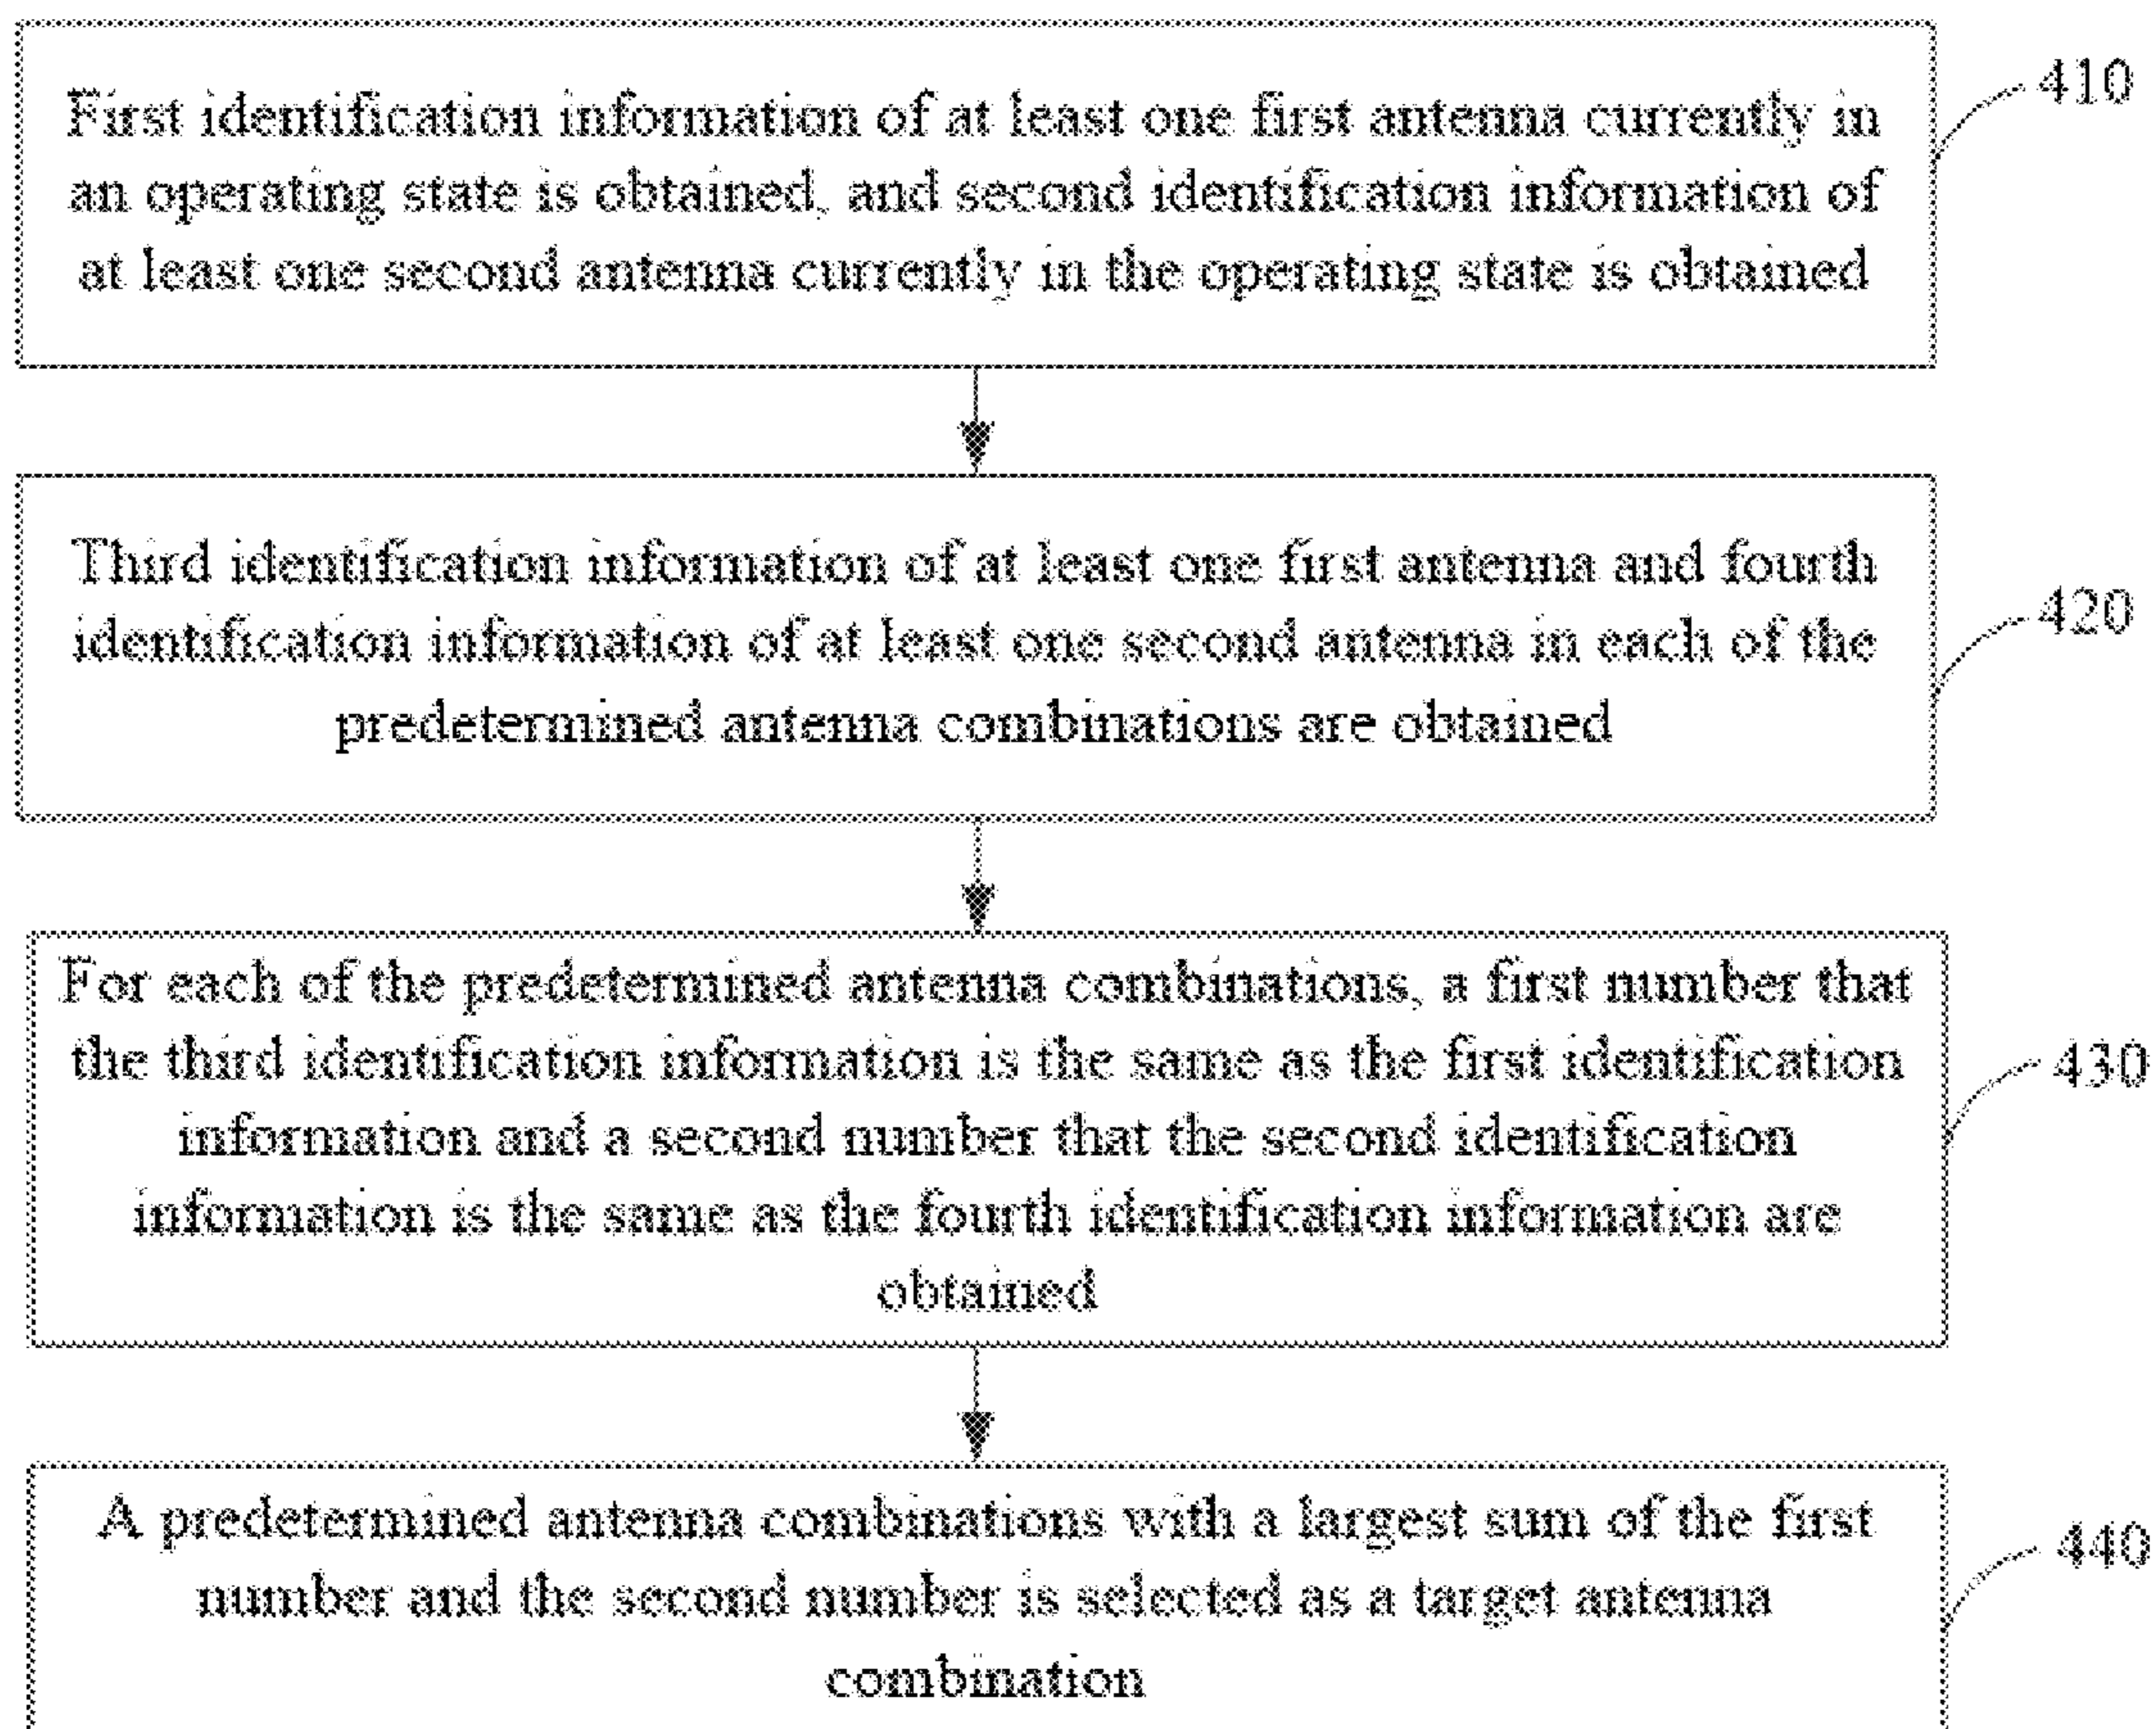 First identification information of at least one first antenna currently in
an operating state is obtained, and second identification information of
at least one second antenna currently in the operating state is obtained
410
Third identification information of at least one first antenna and fourth
identification information of at least one second antenna in each of the
predetermined antenna combinations are obtained
420
For each of the predetermined antenna combinations, a first number that
the third identification information is the same as the first identification
information and a second number that the second identification
information is the same as the fourth identification information are
obtained
430
A predetermined antenna combinations with a largest sum of the first
number and the second number is selected as a target antenna
combination
440